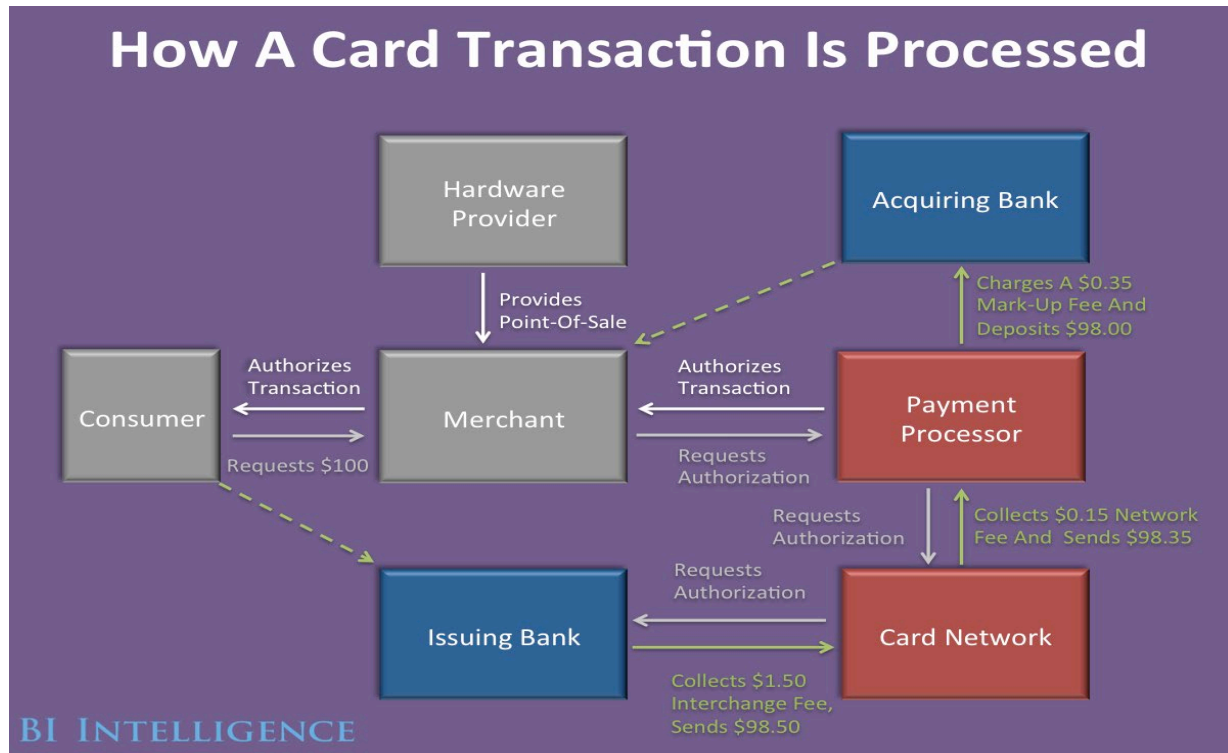 How A Card Transaction Is Processed
Hardware
Provider
Acquiring Bank
Provides
Point-Of-Sale
Charges A $0.35
Mark-Up Fee And
Deposits $98.00
Consumer
Authorizes
Transaction
Requests $100
Merchant
Authorizes
Transaction
Requests
Authorization
Payment
Processor
Requests
Authorization
Collects $0.15 Network
Fee And Sends $98.35
Issuing Bank
Requests
Authorization
Collects $1.50
Interchange Fee,
Sends $98.50
Card Network
BI INTELLIGENCE